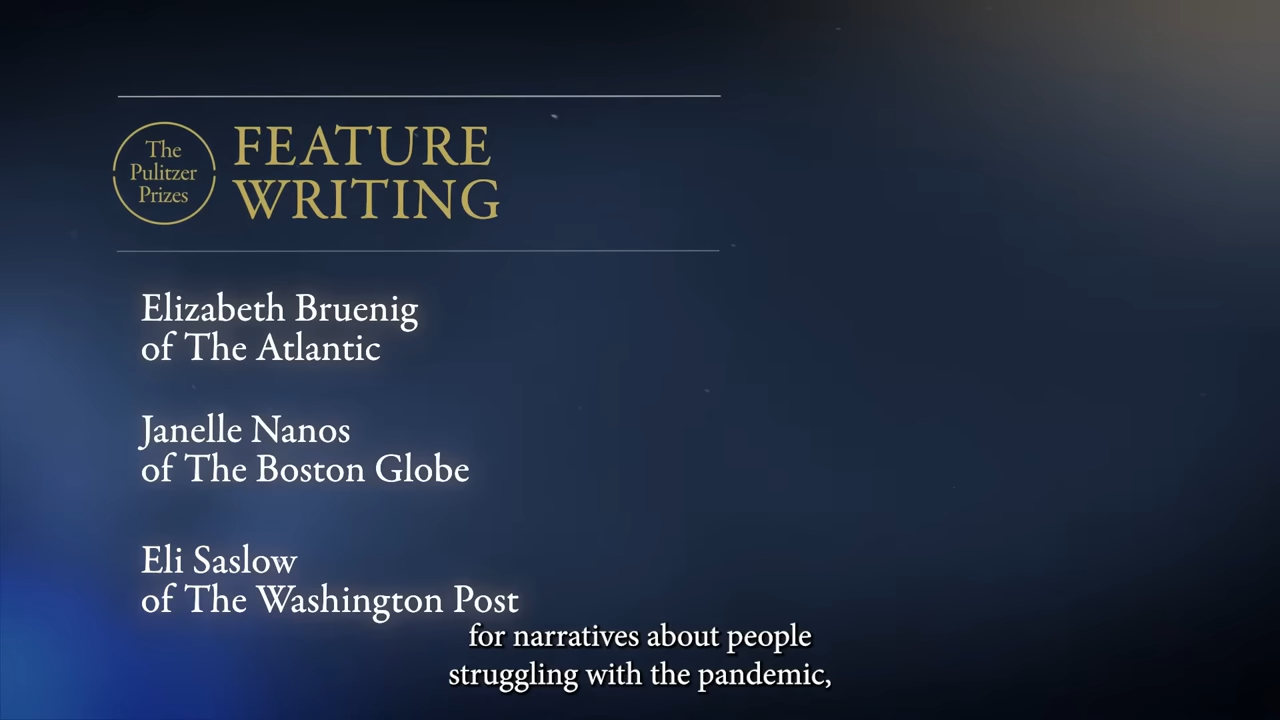 The
Pulitzer
Prizes
FEATURE
WRITING
Elizabeth Bruenig
of The Atlantic
Janelle Nanos
of The Boston Globe
Eli Saslow
of The Washington Post
for narratives about people
struggling with the pandemic,